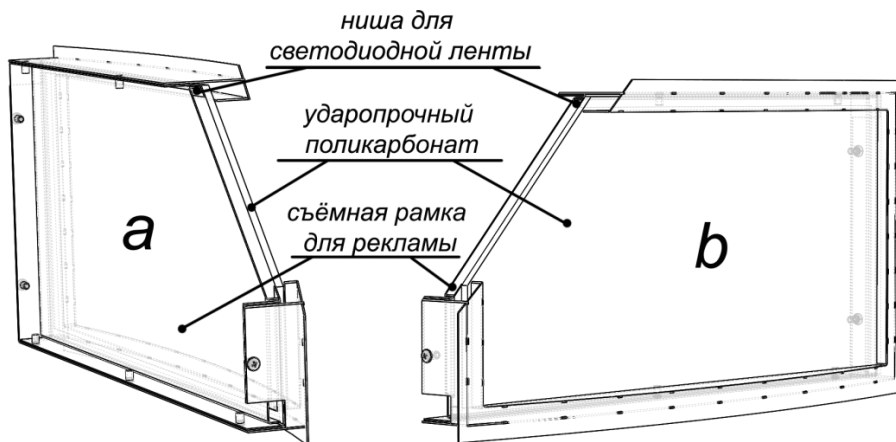 ниша для
светодиодной ленты
ударопрочный
поликарбонат
съёмная рамка
для рекламы
a
b